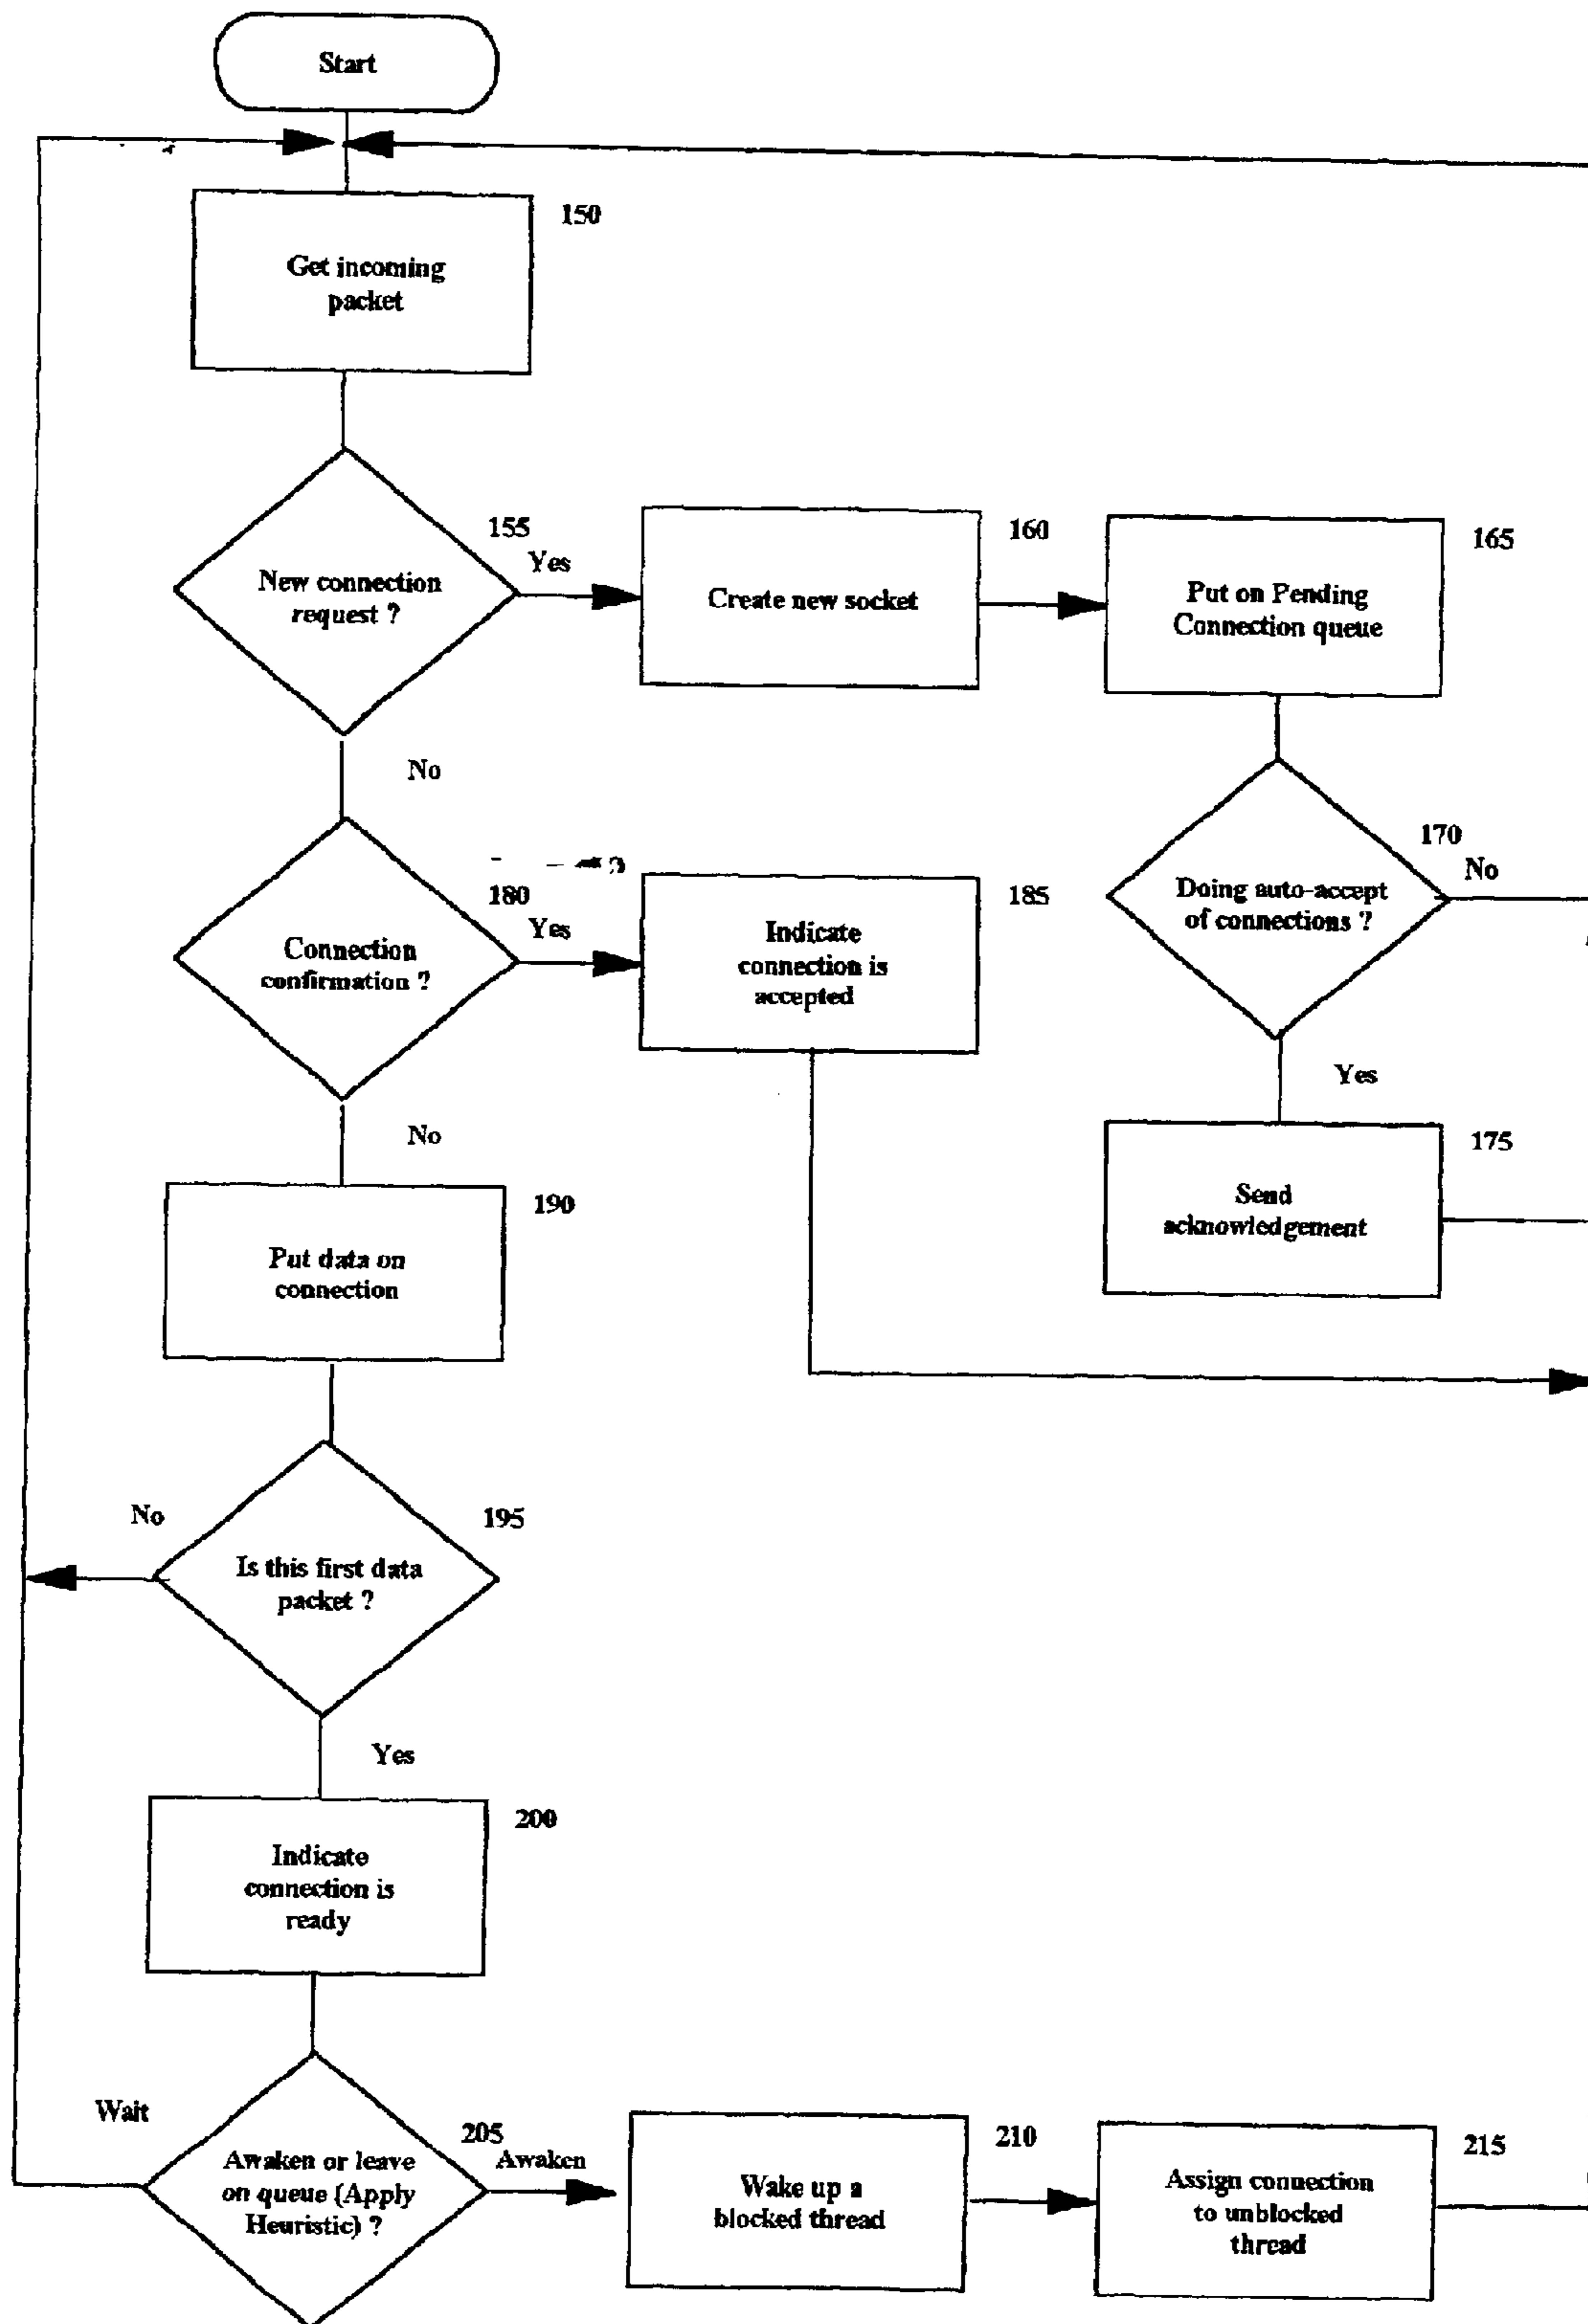 Start
150
Get incoming
packet
155
Yes
New connection
request ?
160
Create new socket
165
Put on Pending
Connection queue
No
180
Yes
Connection
confirmation ?
185
Indicate
connection is
accepted
170
No
Doing auto-accept
of connections ?
Yes
175
Send
acknowledgement
No
190
Put data on
connection
No
195
Is this first data
packet ?
Yes
200
Indicate
connection is
ready
Wait
205
Awaken
Awaken or leave
on queue (Apply
Heuristic) ?
210
Wake up a
blocked thread
215
Assign connection
to unblocked
thread